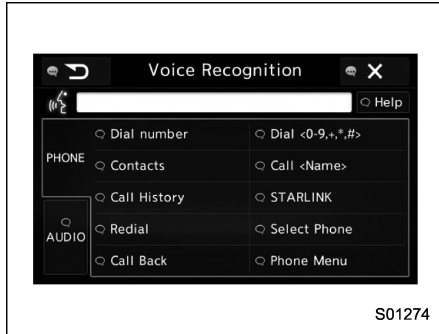 Voice Recognition
Help
PHONE
Dial number
Dial <0-9,+,*,#>
Contacts
Call <Name>
Call History
STARLINK
AUDIO
Redial
Select Phone
Call Back
Phone Menu
S01274